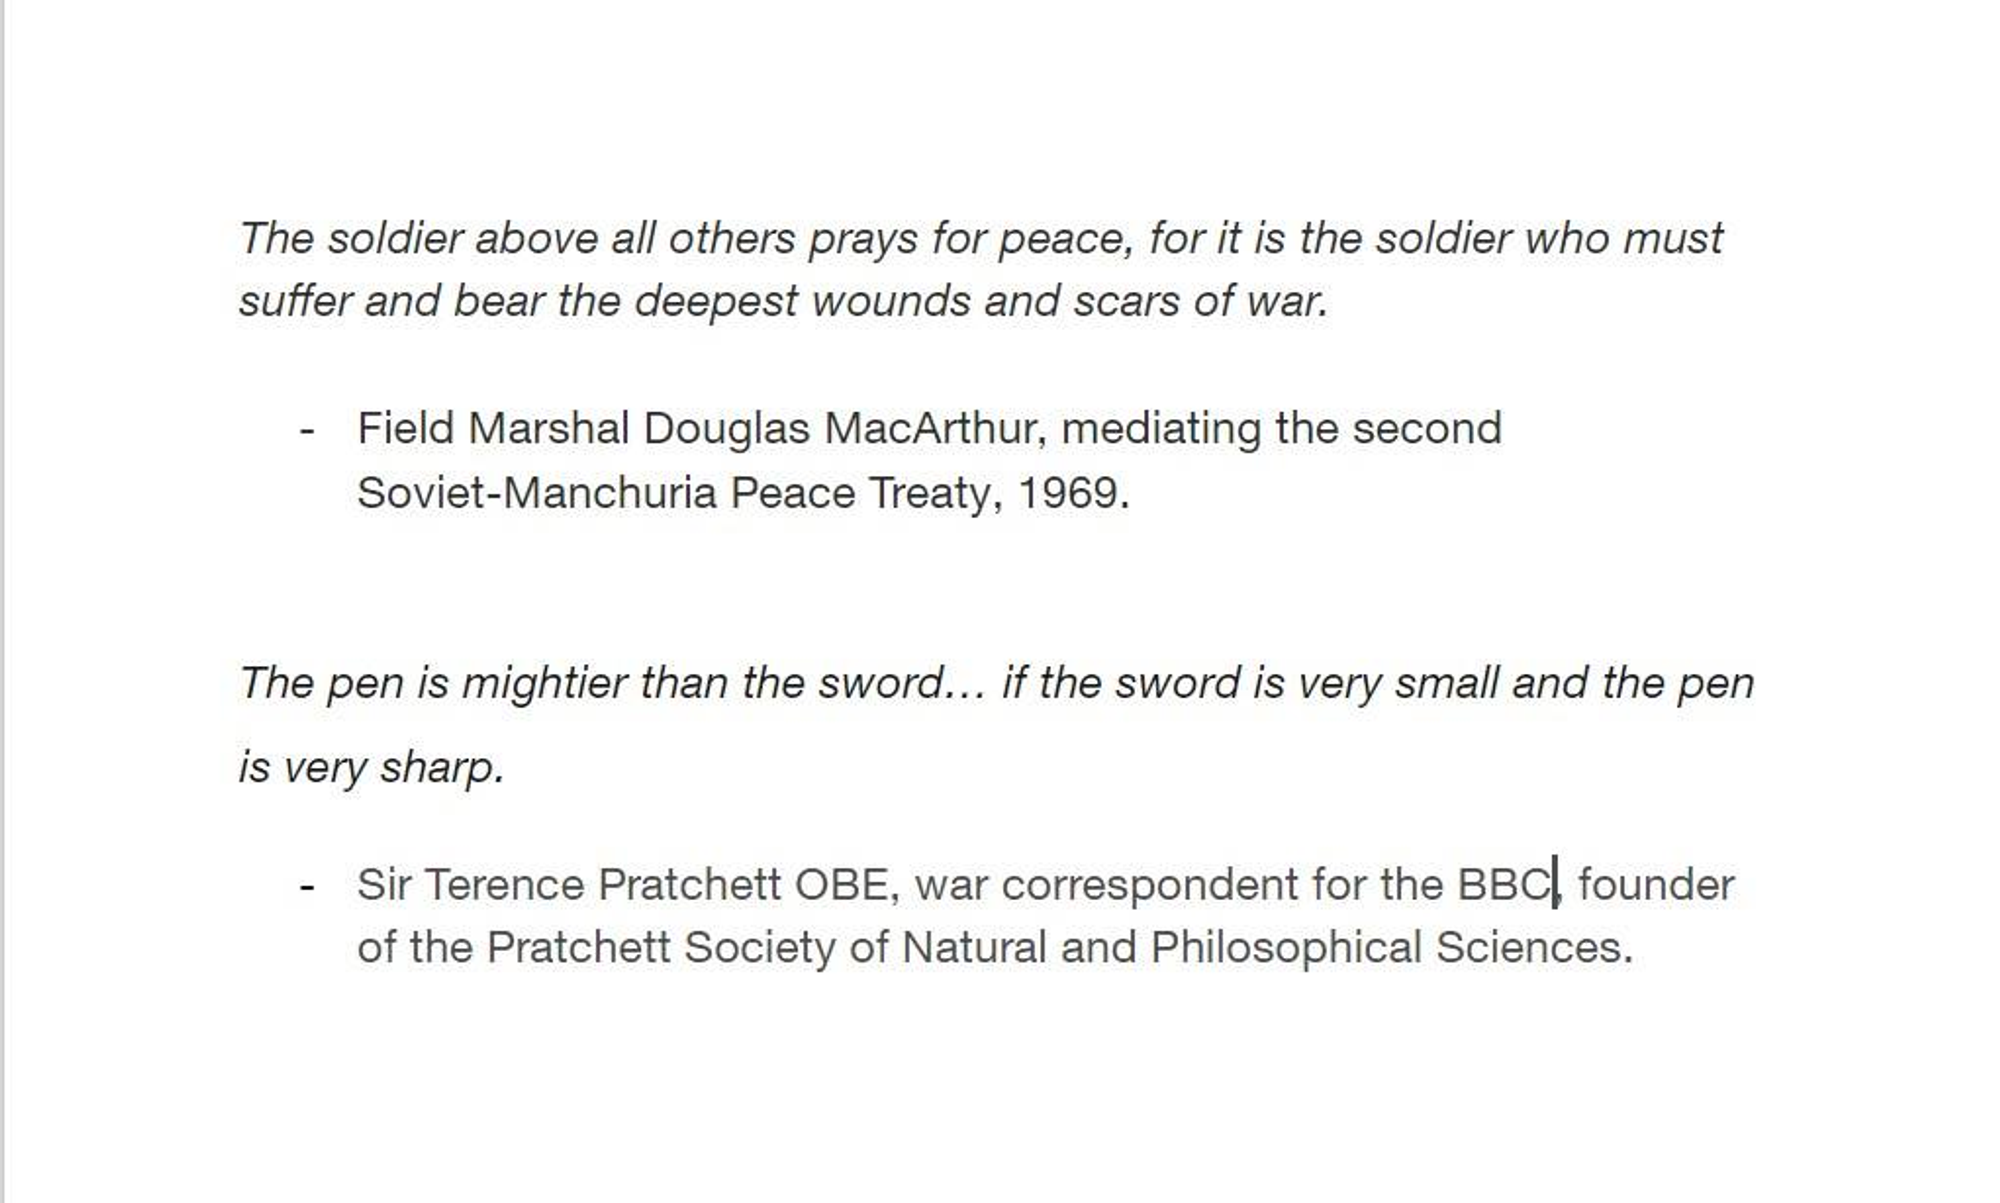 The soldier above all others prays for peace, for it is the soldier who must
suffer and bear the deepest wounds and scars of war.
- Field Marshal Douglas MacArthur, mediating the second
Soviet-Manchuria Peace Treaty, 1969.
The pen is mightier than the sword… if the sword is very small and the pen
is very sharp.
- Sir Terence Pratchett OBE, war correspondent for the BBC, founder
of the Pratchett Society of Natural and Philosophical Sciences.